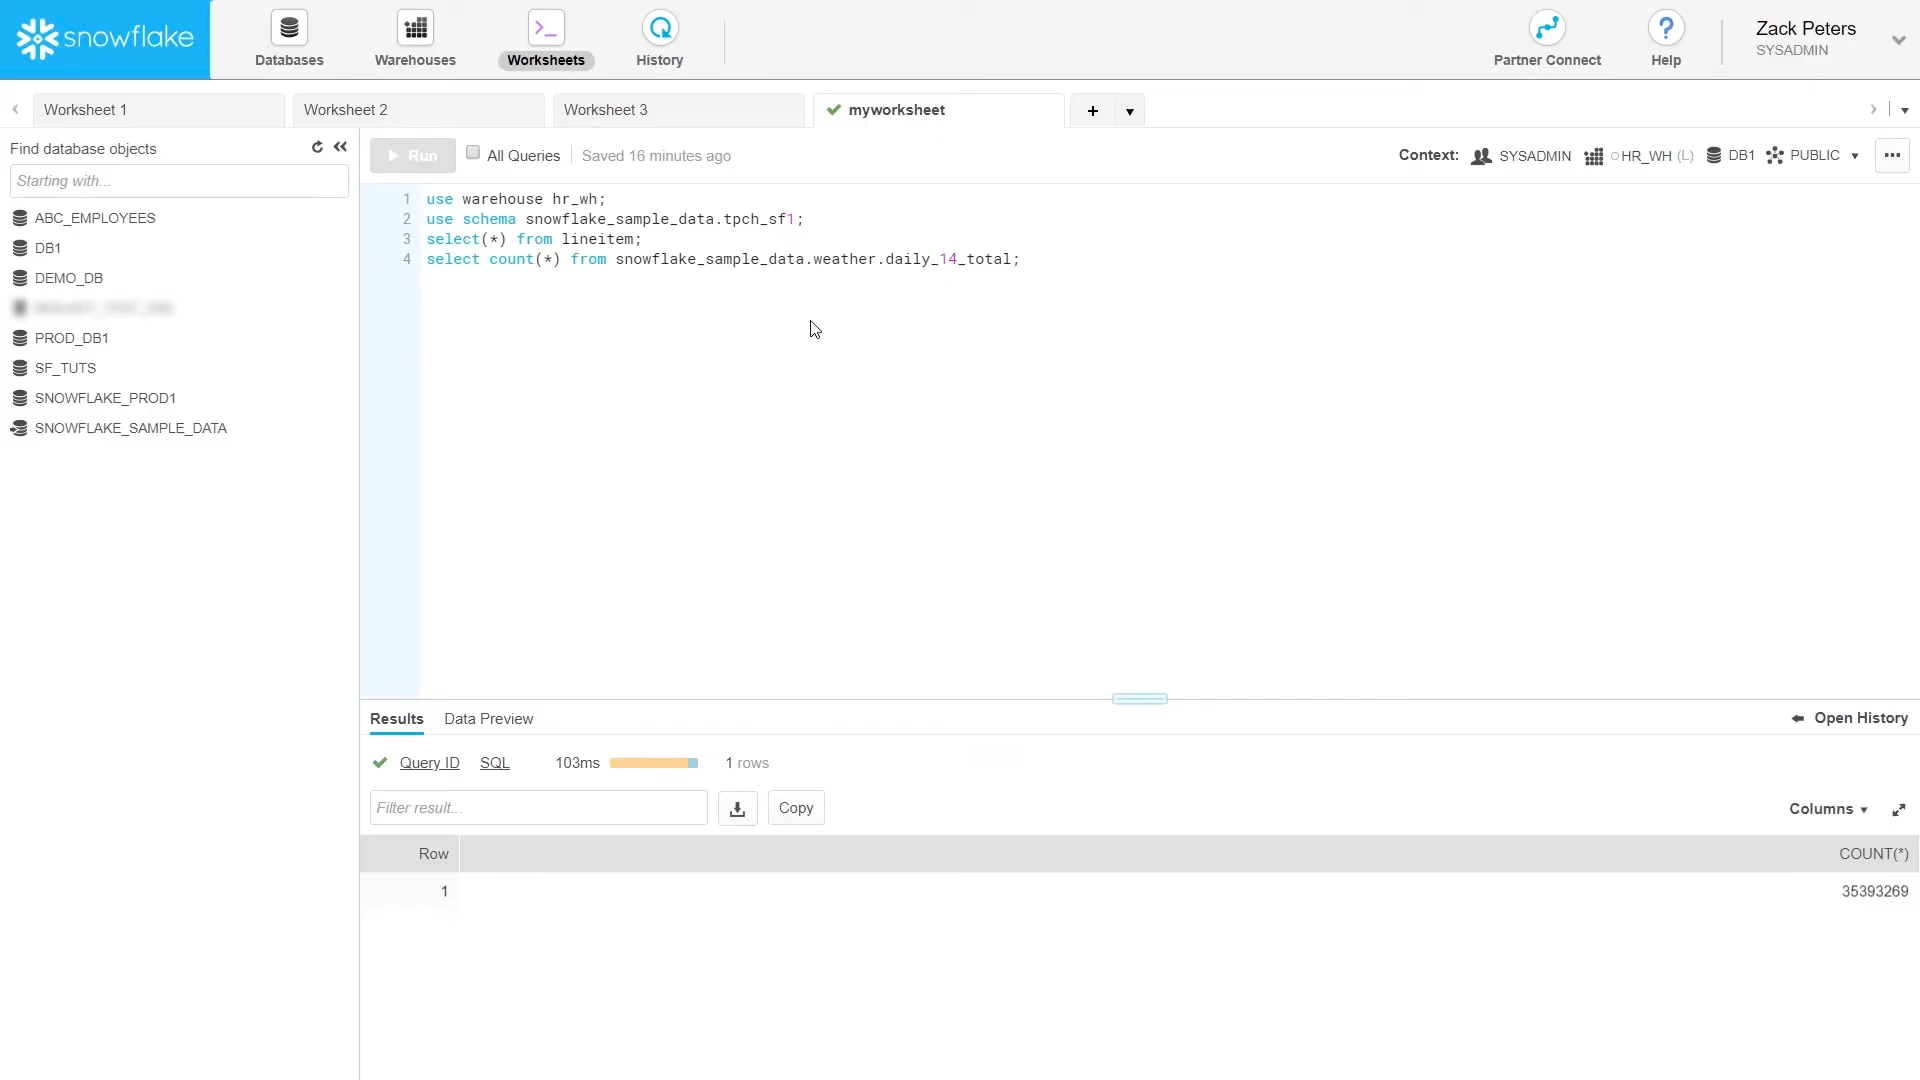 snowflake
Databases
Warehouses
Worksheets
History
Partner Connect
Help
Zack Peters
SYSADMIN
Worksheet 1
Worksheet 2
Worksheet 3
myworksheet
Find database objects
Starting with...
ABC_EMPLOYEES
DB1
DEMO_DB
PROD_DB1
SF_TUTS
SNOWFLAKE_PROD1
SNOWFLAKE_SAMPLE_DATA
Run
All Queries
Saved 16 minutes ago
Context:
SYSADMIN
HR_WH (L)
DB1
PUBLIC
1 use warehouse hr_wh;
2 use schema snowflake_sample_data.tpch_sf1;
3 select(*) from lineitem;
4 select count(*) from snowflake_sample_data.weather.daily_14_total;
Results
Data Preview
Open History
Query ID
SQL
103ms
1 rows
Filter result...
Copy
Columns
Row COUNT(*)
1 35393269